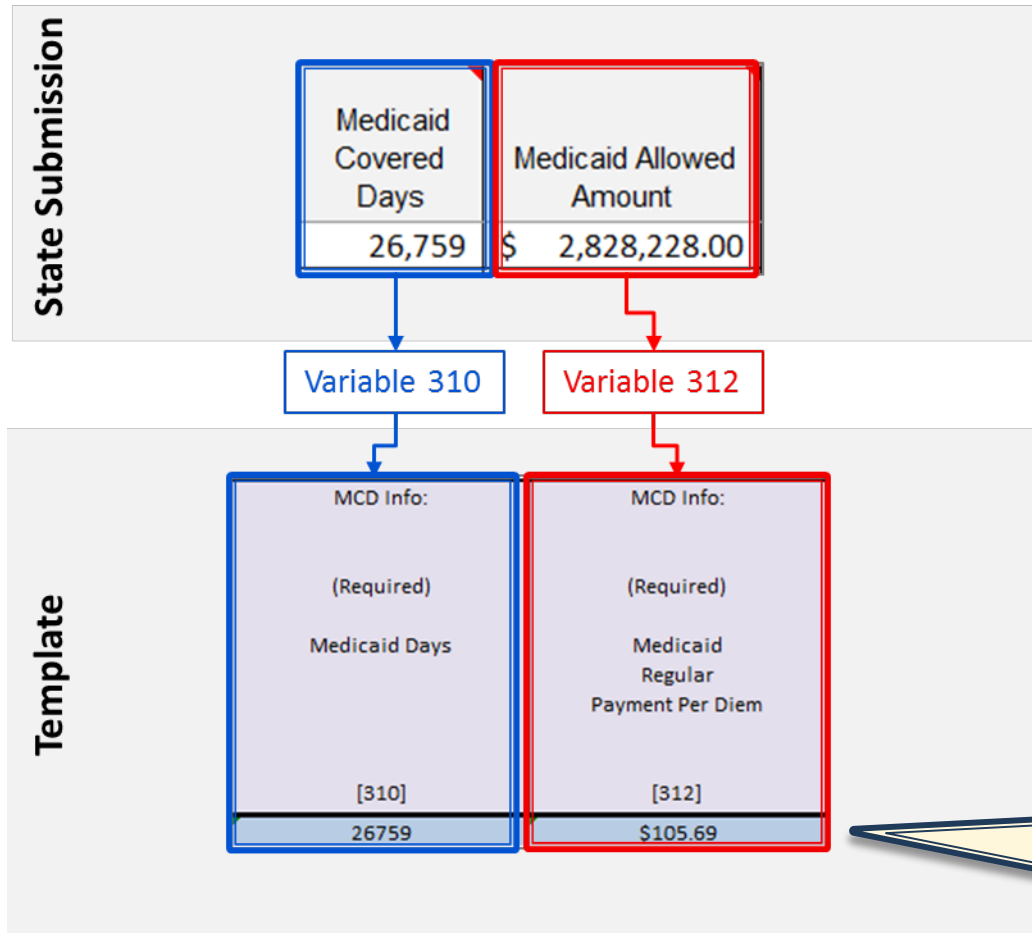 State Submission
Medicaid
Covered
Days
Medicaid Allowed
Amount
26,759
$ 2,828,228.00
Variable 310
Variable 312
Template
MCD Info:
(Required)
Medicaid Days
[310]
26759
MCD Info:
(Required)
Medicaid
Regular
Payment Per Diem
[312]
$105.69